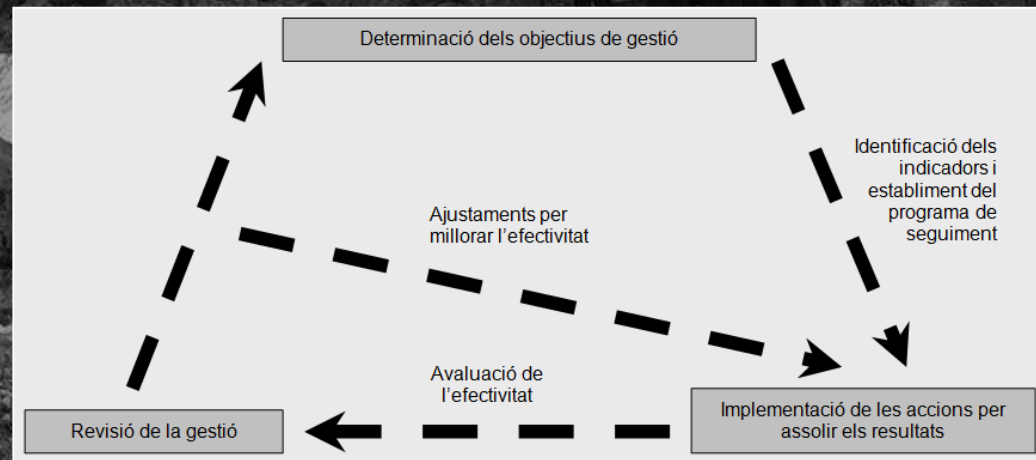 Determinació dels objectius de gestió
Identificació dels
indicadors i
establiment del
programa de
seguiment
Ajustaments per
millorar l’efectivitat
Avaluació de
l’efectivitat
Revisió de la gestió
Implementació de les accions per
assolir els resultats